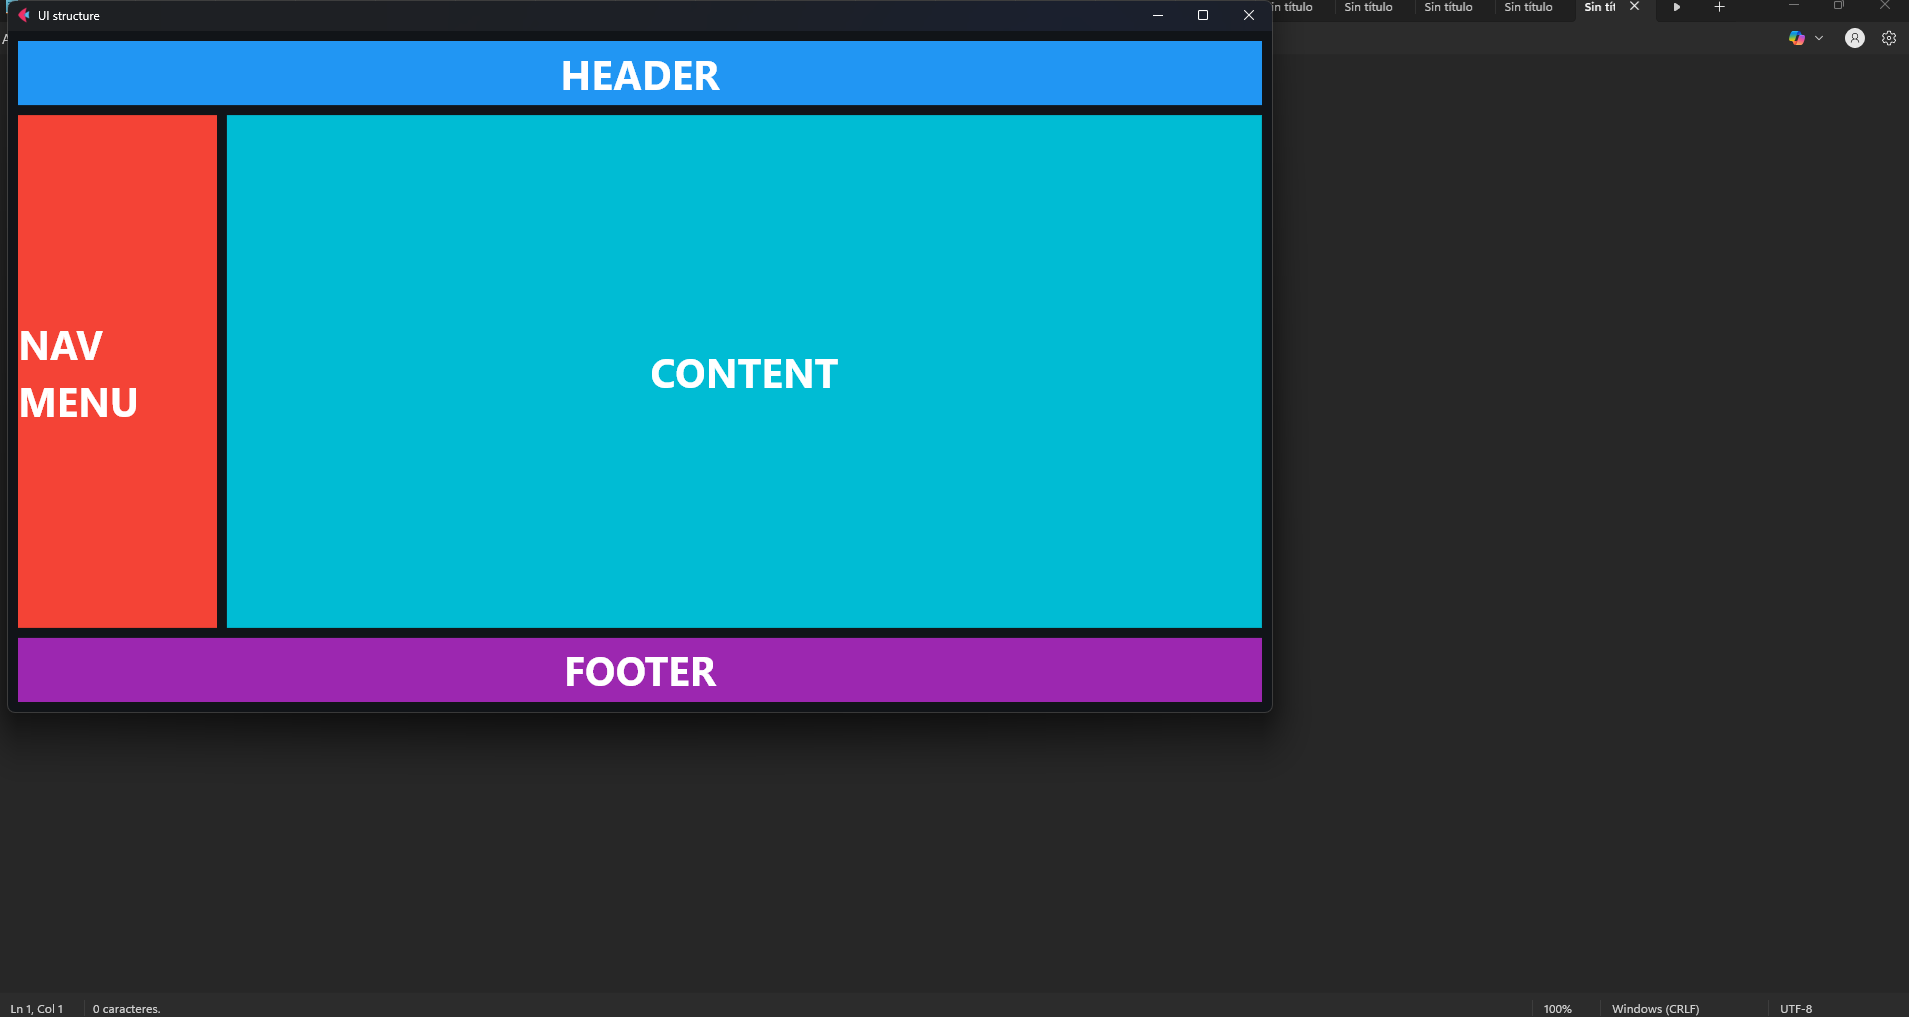 UI structure
n título
Sin título
Sin título
Sin título
Sin tít
HEADER
NAV
MENU
CONTENT
FOOTER
Ln 1, Col 1
0 caracteres.
100%
Windows (CRLF)
UTF-8